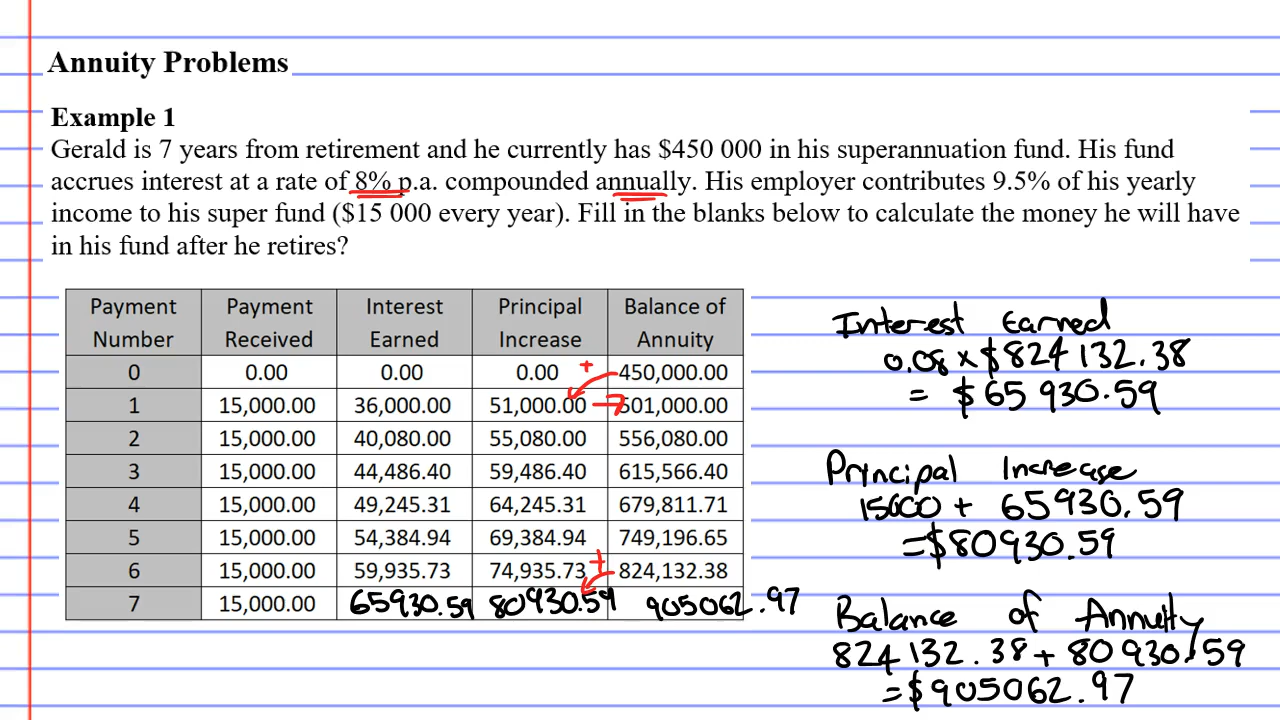 Annuity Problems
Example 1
Gerald is 7 years from retirement and he currently has $450 000 in his superannuation fund. His fund
accrues interest at a rate of 8% p.a. compounded annually. His employer contributes 9.5% of his yearly
income to his super fund ($15 000 every year). Fill in the blanks below to calculate the money he will have
in his fund after he retires?
Payment Number Payment Received Interest Earned Principal Increase Balance of Annuity
0 0.00 0.00 0.00 + 450,000.00
1 15,000.00 36,000.00 51,000.00 → 501,000.00
2 15,000.00 40,080.00 55,080.00 556,080.00
3 15,000.00 44,486.40 59,486.40 615,566.40
4 15,000.00 49,245.31 64,245.31 679,811.71
5 15,000.00 54,384.94 69,384.94 749,196.65
6 15,000.00 59,935.73 74,935.73 + 824,132.38
7 15,000.00 65930.59 80930.59 905062.97
Interest Earned
0.08 x $824 132.38
= $65 930.59
Principal Increase
15000 + 65930.59
= $80930.59
Balance of Annuity
824132.38 + 80930.59
= $905062.97